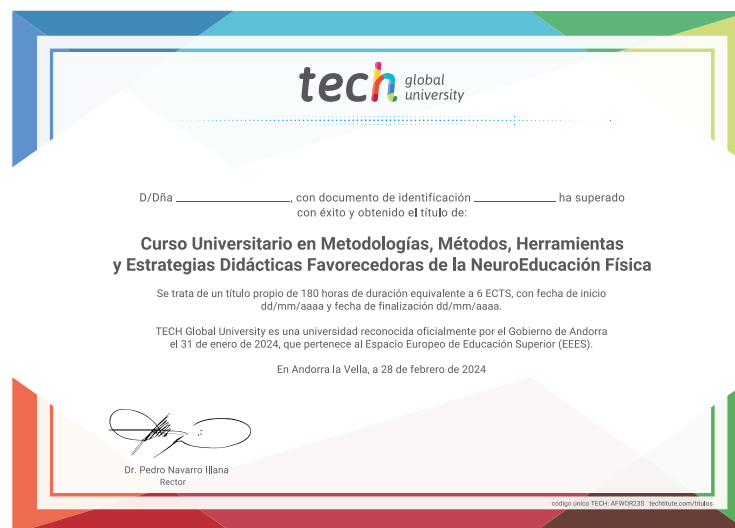 tech global
university
D/Dña ______________, con documento de identificación __________ ha superado
con éxito y obtenido el título de:
Curso Universitario en Metodologías, Métodos, Herramientas
y Estrategias Didácticas Favorecedoras de la NeuroEducación Física
Se trata de un título propio de 180 horas de duración equivalente a 6 ECTS, con fecha de inicio
dd/mm/aaaa y fecha de finalización dd/mm/aaaa.
TECH Global University es una universidad reconocida oficialmente por el Gobierno de Andorra
el 31 de enero de 2024, que pertenece al Espacio Europeo de Educación Superior (EEES).
En Andorra la Vella, a 28 de febrero de 2024
Dr. Pedro Navarro Illana
Rector
código único TECH: AFWOR23S techtitute.com/titulos